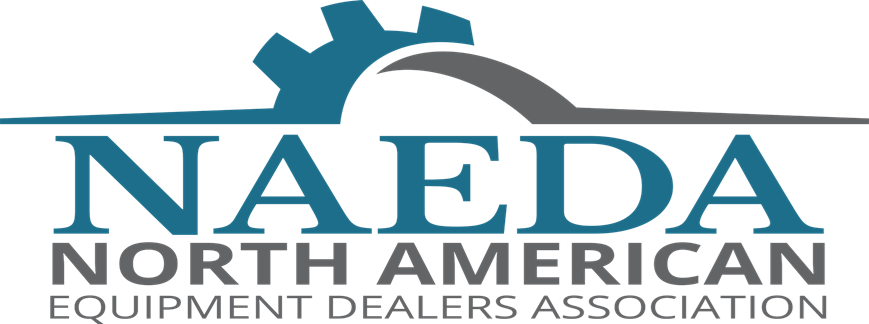 NAEDA
NORTH AMERICAN
EQUIPMENT DEALERS ASSOCIATION